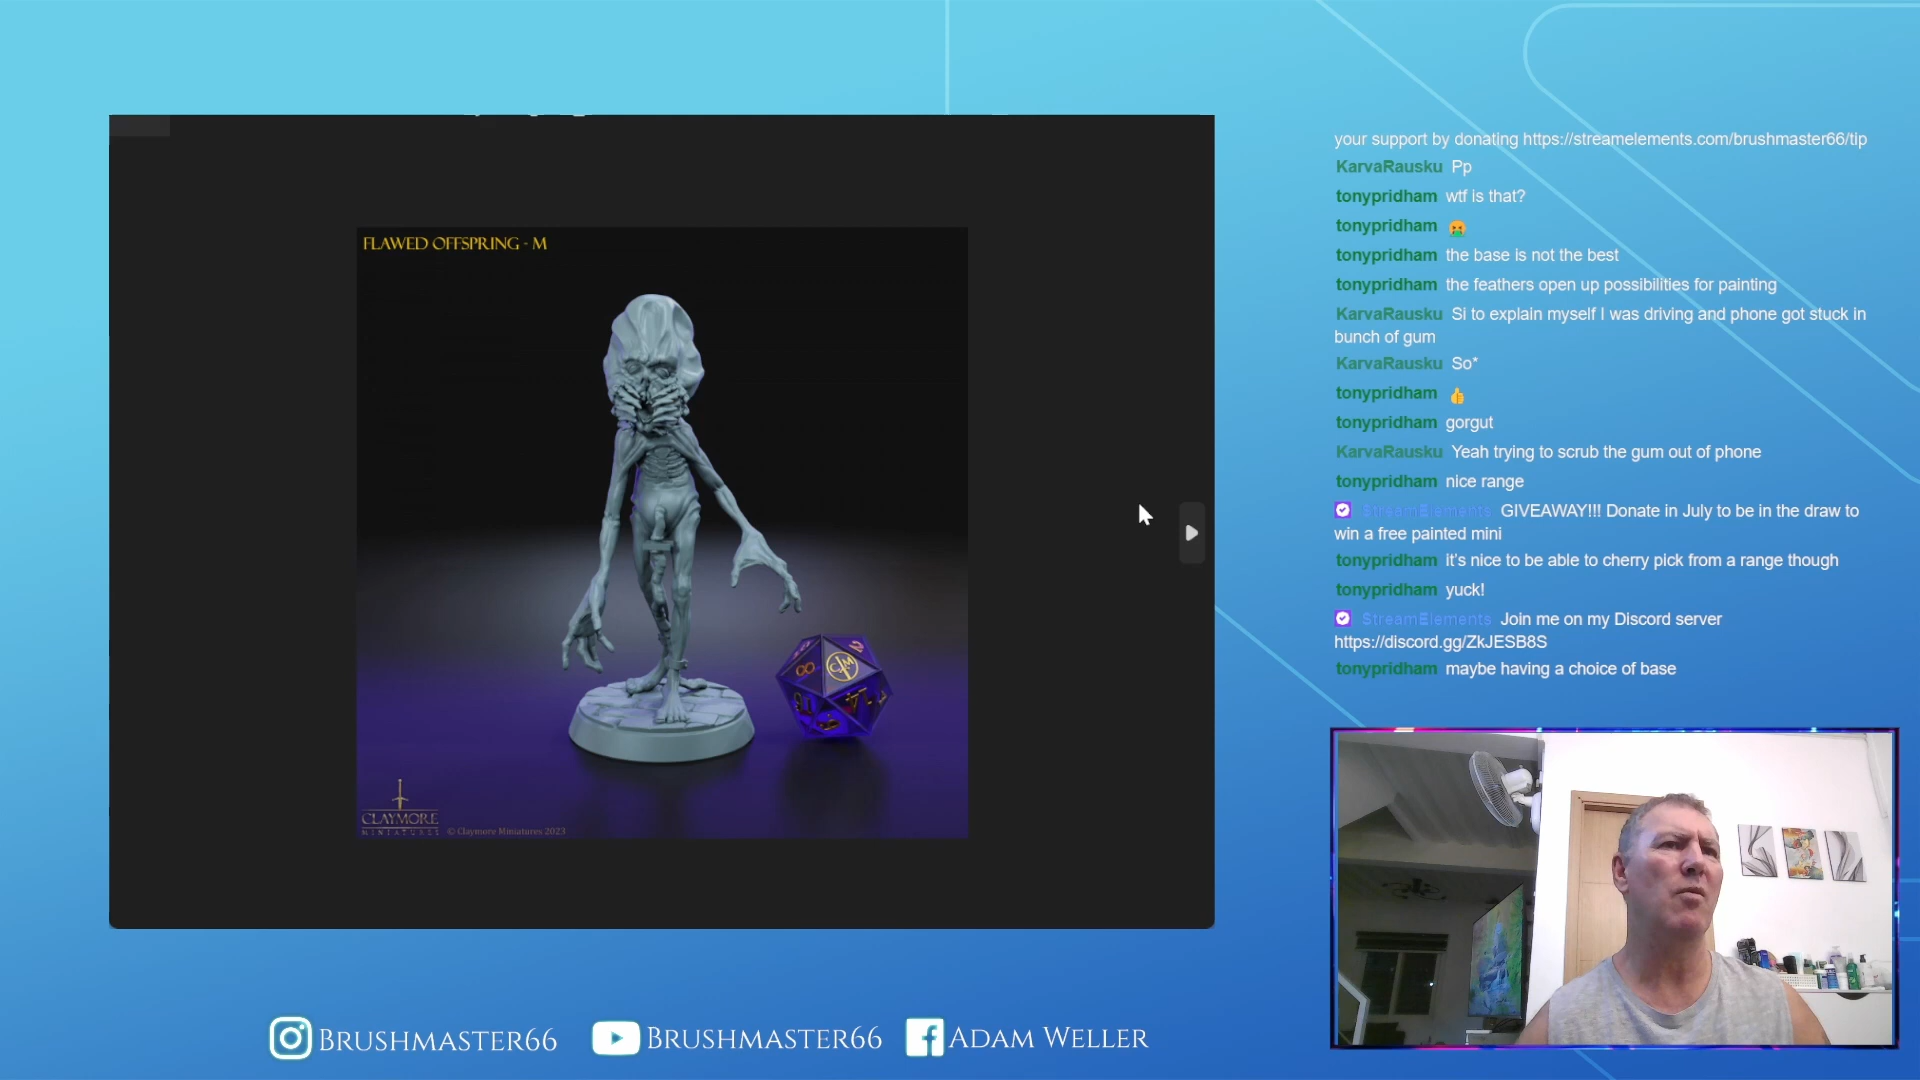 your support by donating https://streamelements.com/brushmaster66/tip
KarvaRausku Pp
tonypridham wtf is that?
tonypridham 🤮
tonypridham the base is not the best
tonypridham the feathers open up possibilities for painting
KarvaRausku Si to explain myself I was driving and phone got stuck in
bunch of gum
KarvaRausku So*
tonypridham 👍
tonypridham gorgut
KarvaRausku Yeah trying to scrub the gum out of phone
tonypridham nice range
StreamElements GIVEAWAY!!! Donate in July to be in the draw to
win a free painted mini
tonypridham it's nice to be able to cherry pick from a range though
tonypridham yuck!
StreamElements Join me on my Discord server
https://discord.gg/ZkJESB8S
tonypridham maybe having a choice of base
FLAWED OFFSPRING - M
CLAYMORE
MINIATURES © Claymore Miniatures 2023
BRUSHMASTER66 BRUSHMASTER66 ADAM WELLER